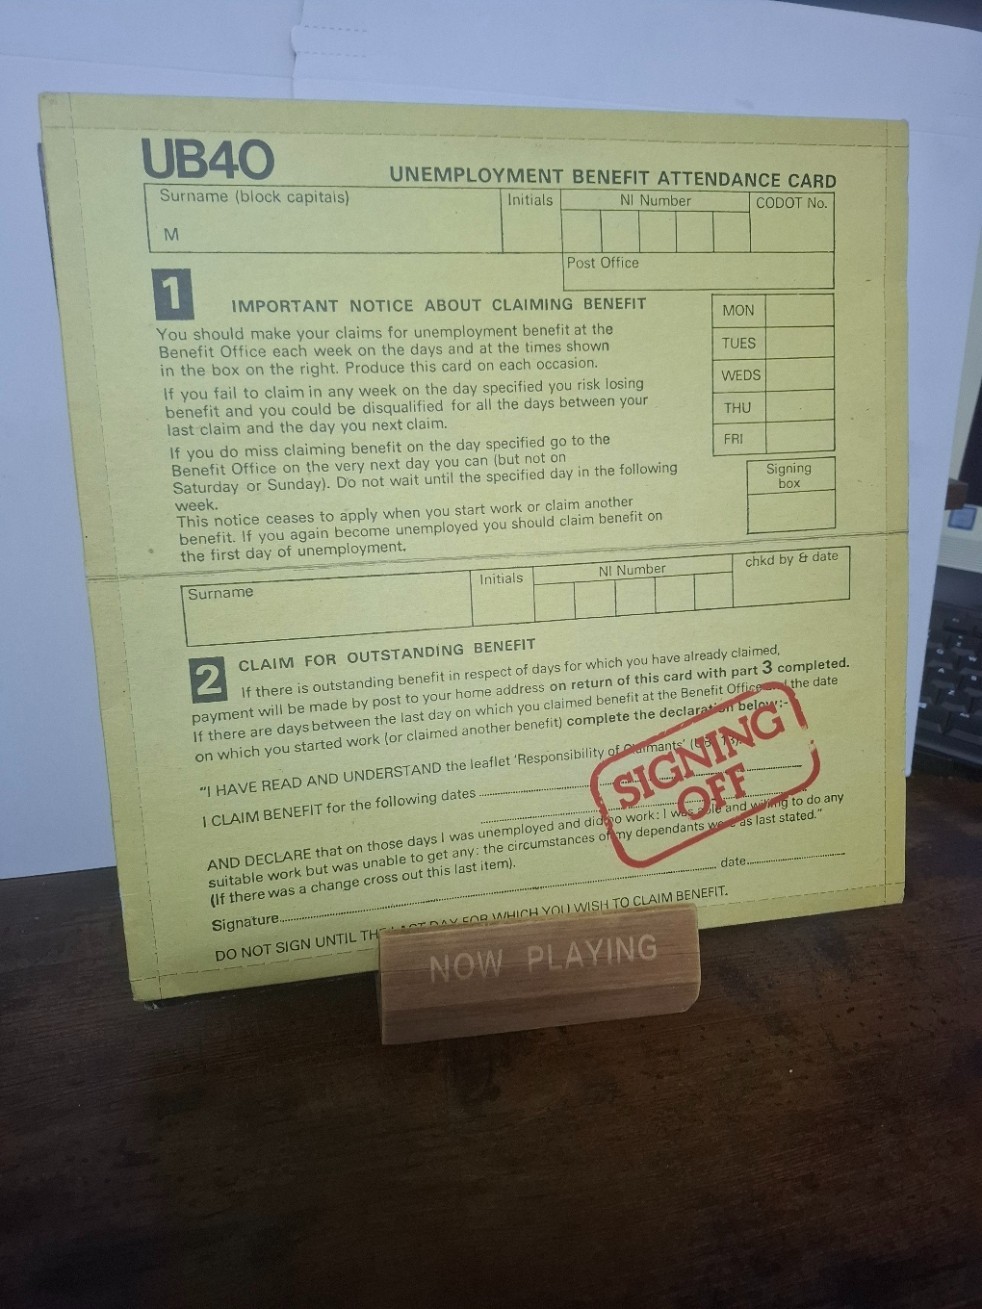 UB40
UNEMPLOYMENT BENEFIT ATTENDANCE CARD
Surname (block capitals)
Initials
NI Number
CODOT No.
M
Post Office
1
IMPORTANT NOTICE ABOUT CLAIMING BENEFIT
You should make your claims for unemployment benefit at the
Benefit Office each week on the days and at the times shown
in the box on the right. Produce this card on each occasion.
If you fail to claim in any week on the day specified you risk losing
benefit and you could be disqualified for all the days between your
last claim and the day you next claim.
If you do miss claiming benefit on the day specified go to the
Benefit Office on the very next day you can (but not on
Saturday or Sunday). Do not wait until the specified day in the following
week.
This notice ceases to apply when you start work or claim another
benefit. If you again become unemployed you should claim benefit on
the first day of unemployment.
MON
TUES
WEDS
THU
FRI
Signing
box
Surname
Initials
NI Number
chkd by & date
2
CLAIM FOR OUTSTANDING BENEFIT
If there is outstanding benefit in respect of days for which you have already claimed,
payment will be made by post to your home address on return of this card with part 3 completed.
If there are days between the last day on which you claimed benefit at the Benefit Office and the date
on which you started work (or claimed another benefit) complete the declaration below:-
"I HAVE READ AND UNDERSTAND the leaflet 'Responsibility of Claimants'
I CLAIM BENEFIT for the following dates
AND DECLARE that on those days I was unemployed and did no work: I was able and willing to do any
suitable work but was unable to get any: the circumstances of my dependants were as last stated."
(If there was a change cross out this last item).
Signature
date
DO NOT SIGN UNTIL THE LAST DAY FOR WHICH YOU WISH TO CLAIM BENEFIT.
SIGNING
OFF
NOW PLAYING